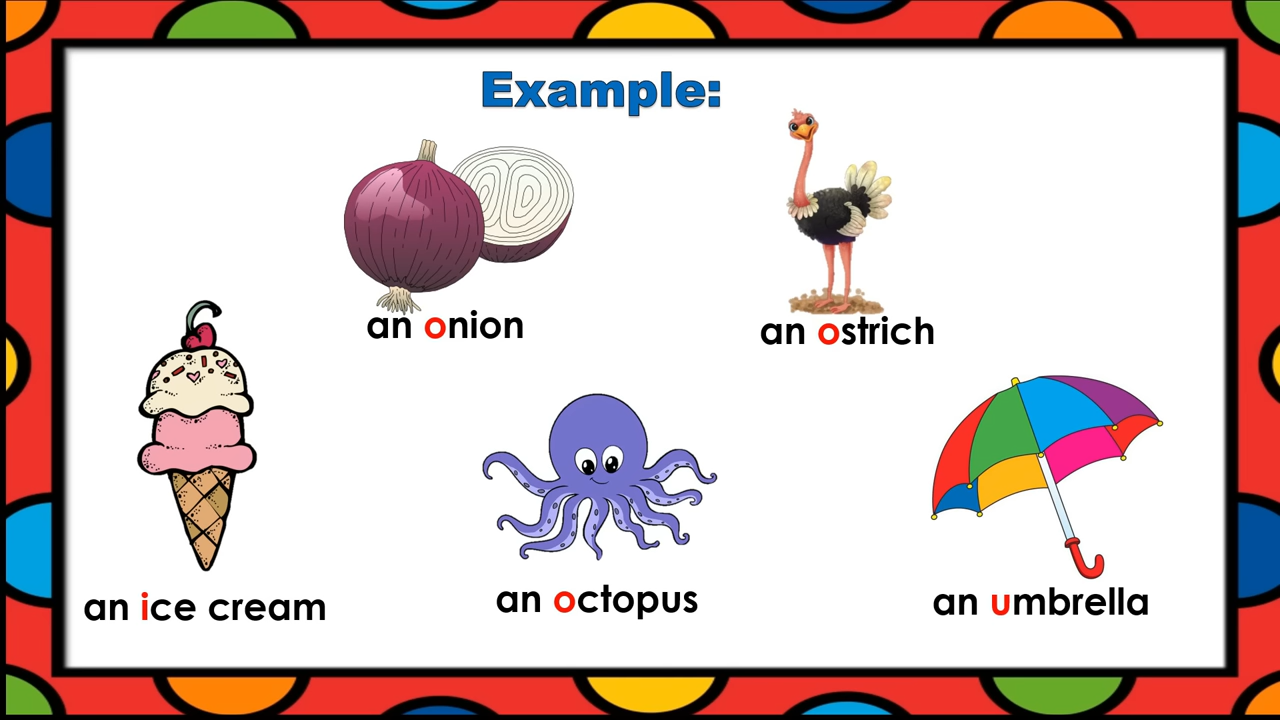 Example:
an onion
an ostrich
an ice cream
an octopus
an umbrella